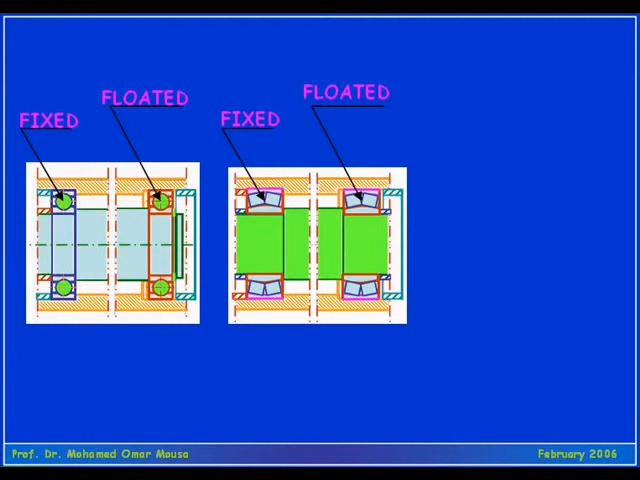 FLOATED
FIXED
FLOATED
FIXED
Prof. Dr. Mohamed Omar Mousa
February 2006